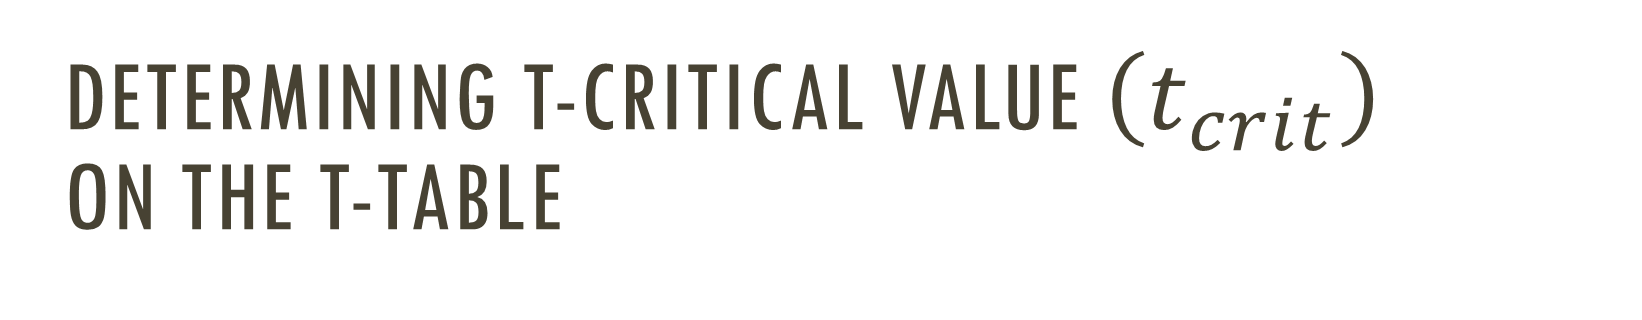 DETERMINING T-CRITICAL VALUE (t_crit)
ON THE T-TABLE